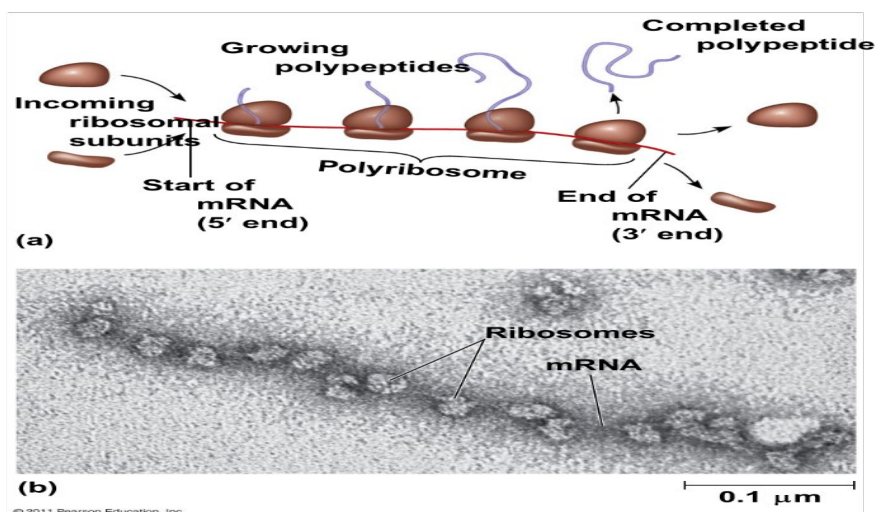 Completed
polypeptide
Growing
polypeptides
Incoming
ribosomal
subunits
Polyribosome
Start of
mRNA
(5′ end)
End of
mRNA
(3′ end)
(a)
Ribosomes
mRNA
(b)
0.1 μm
© 2011 Pearson Education, Inc.